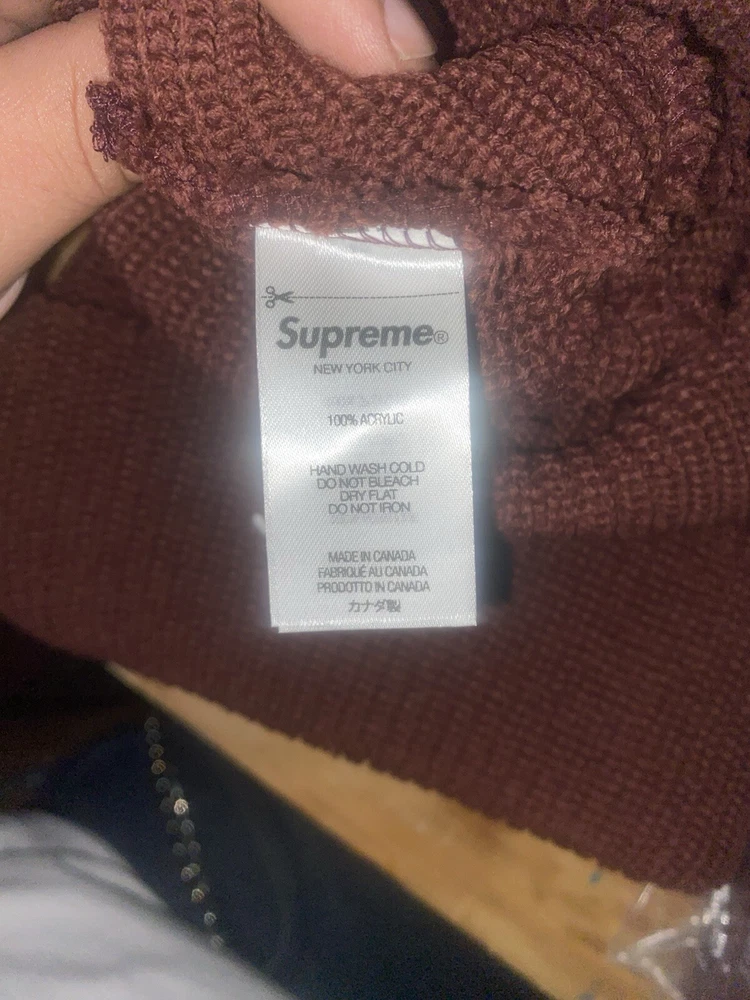 Supreme®
NEW YORK CITY
100% ACRYLIC
HAND WASH COLD
DO NOT BLEACH
DRY FLAT
DO NOT IRON
MADE IN CANADA
FABRIQUÉ AU CANADA
PRODOTTO IN CANADA
カナダ製